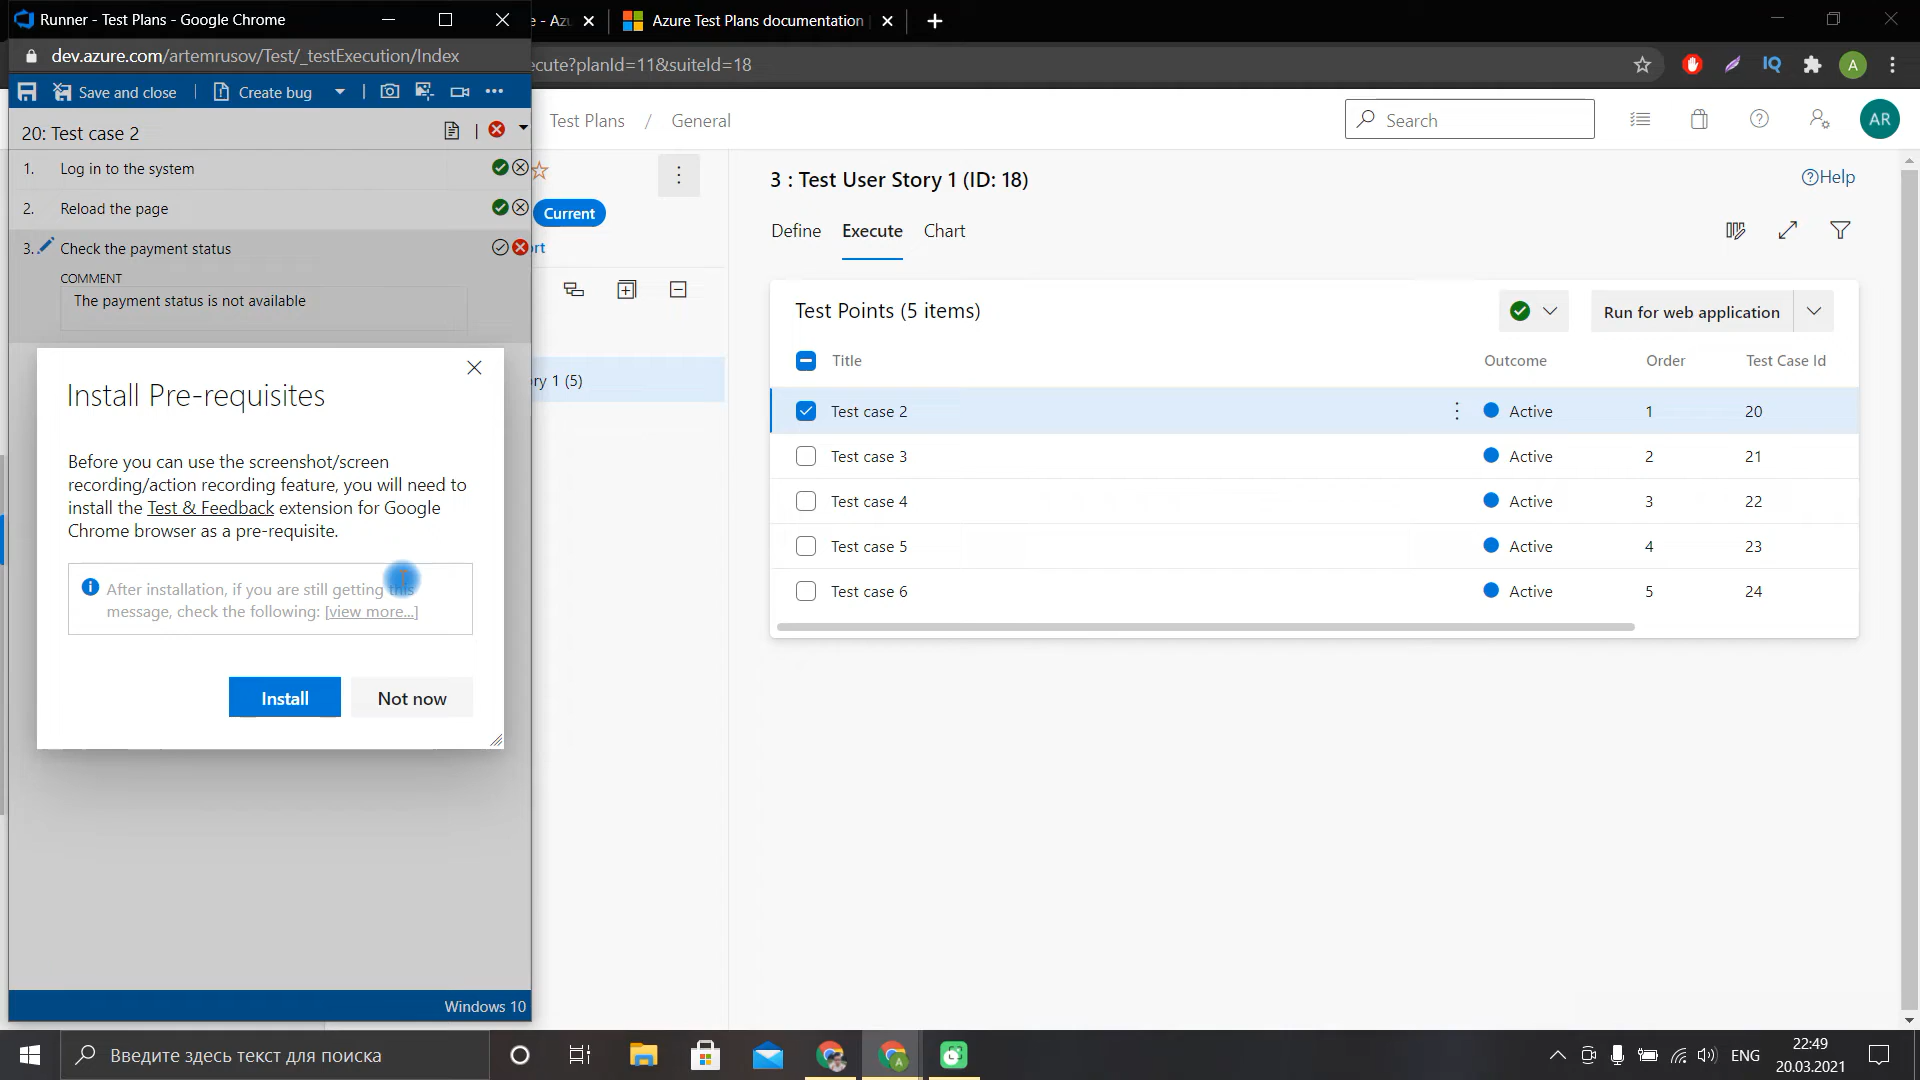 Runner - Test Plans - Google Chrome
e - Az
Azure Test Plans documentation
dev.azure.com/artemrusov/Test/_testExecution/Index
ecute?planId=11&suiteId=18
A
Save and close
Create bug
20: Test case 2
1. Log in to the system
2. Reload the page
3. Check the payment status
COMMENT
The payment status is not available
Install Pre-requisites
Before you can use the screenshot/screen
recording/action recording feature, you will need to
install the Test & Feedback extension for Google
Chrome browser as a pre-requisite.
After installation, if you are still getting this
message, check the following: [view more...]
Install
Not now
Windows 10
Test Plans / General
Search
AR
Current
ort
ory 1 (5)
3 : Test User Story 1 (ID: 18)
Help
Define Execute Chart
Test Points (5 items)
Run for web application
Title Outcome Order Test Case Id
Test case 2 Active 1 20
Test case 3 Active 2 21
Test case 4 Active 3 22
Test case 5 Active 4 23
Test case 6 Active 5 24
Введите здесь текст для поиска
ENG
22:49
20.03.2021